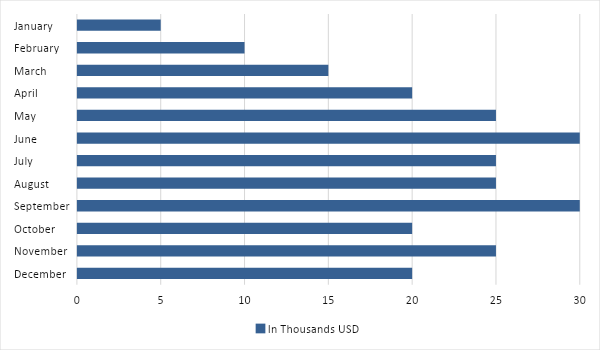 January
February
March
April
May
June
July
August
September
October
November
December
0 5 10 15 20 25 30
In Thousands USD